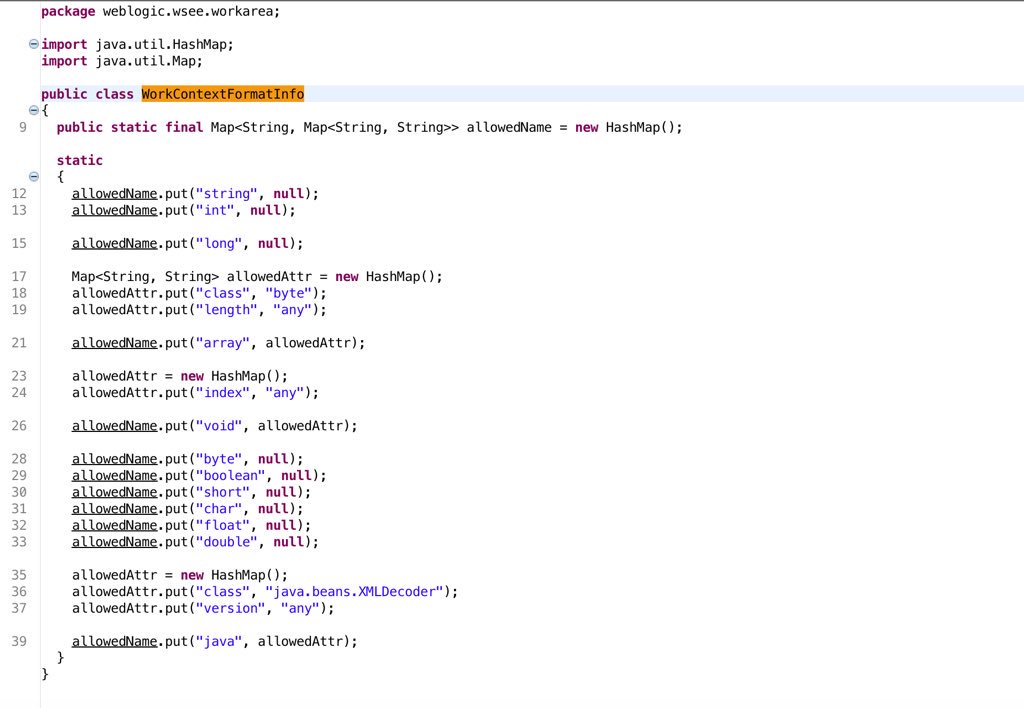 package weblogic.wsee.workarea;
import java.util.HashMap;
import java.util.Map;
public class WorkContextFormatInfo
{
9 public static final Map<String, Map<String, String>> allowedName = new HashMap();
static
{
12 allowedName.put("string", null);
13 allowedName.put("int", null);
15 allowedName.put("long", null);
17 Map<String, String> allowedAttr = new HashMap();
18 allowedAttr.put("class", "byte");
19 allowedAttr.put("length", "any");
21 allowedName.put("array", allowedAttr);
23 allowedAttr = new HashMap();
24 allowedAttr.put("index", "any");
26 allowedName.put("void", allowedAttr);
28 allowedName.put("byte", null);
29 allowedName.put("boolean", null);
30 allowedName.put("short", null);
31 allowedName.put("char", null);
32 allowedName.put("float", null);
33 allowedName.put("double", null);
35 allowedAttr = new HashMap();
36 allowedAttr.put("class", "java.beans.XMLDecoder");
37 allowedAttr.put("version", "any");
39 allowedName.put("java", allowedAttr);
}
}